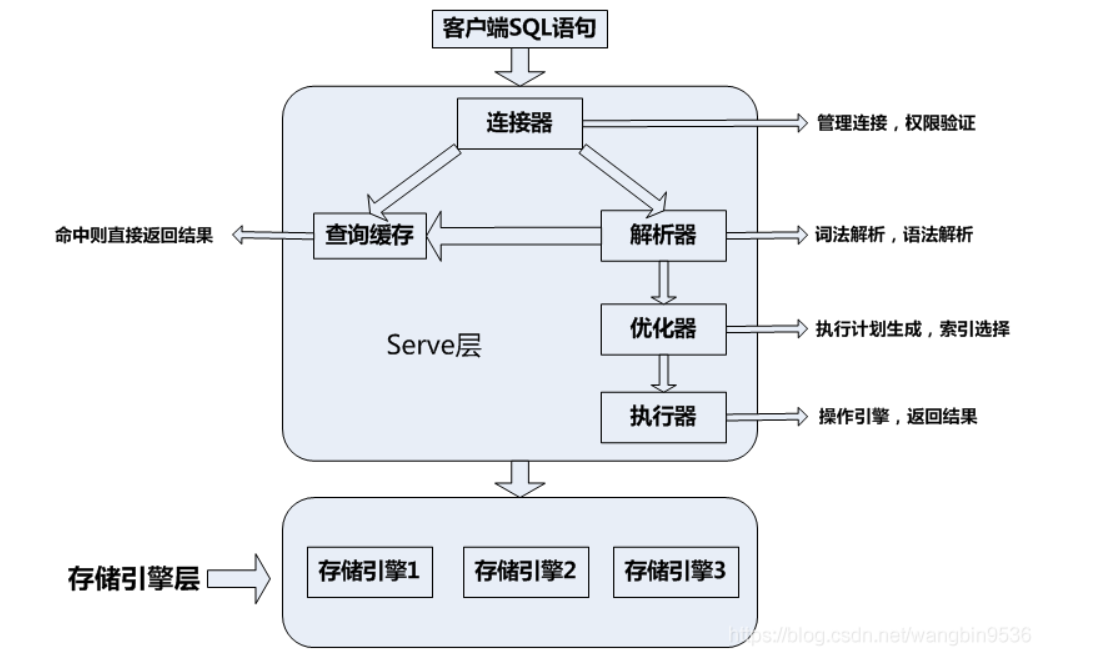 客户端SQL语句
连接器
管理连接，权限验证
命中则直接返回结果
查询缓存
解析器
词法解析，语法解析
Serve层
优化器
执行计划生成，索引选择
执行器
操作引擎，返回结果
存储引擎层
存储引擎1
存储引擎2
存储引擎3
https://blog.csdn.net/wangbin9536